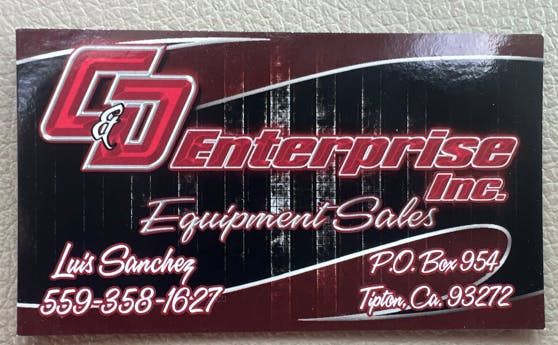 C&D
Enterprise
Inc.
Equipment Sales
Luis Sanchez
559-358-1627
P.O. Box 954
Tipton, Ca. 93272